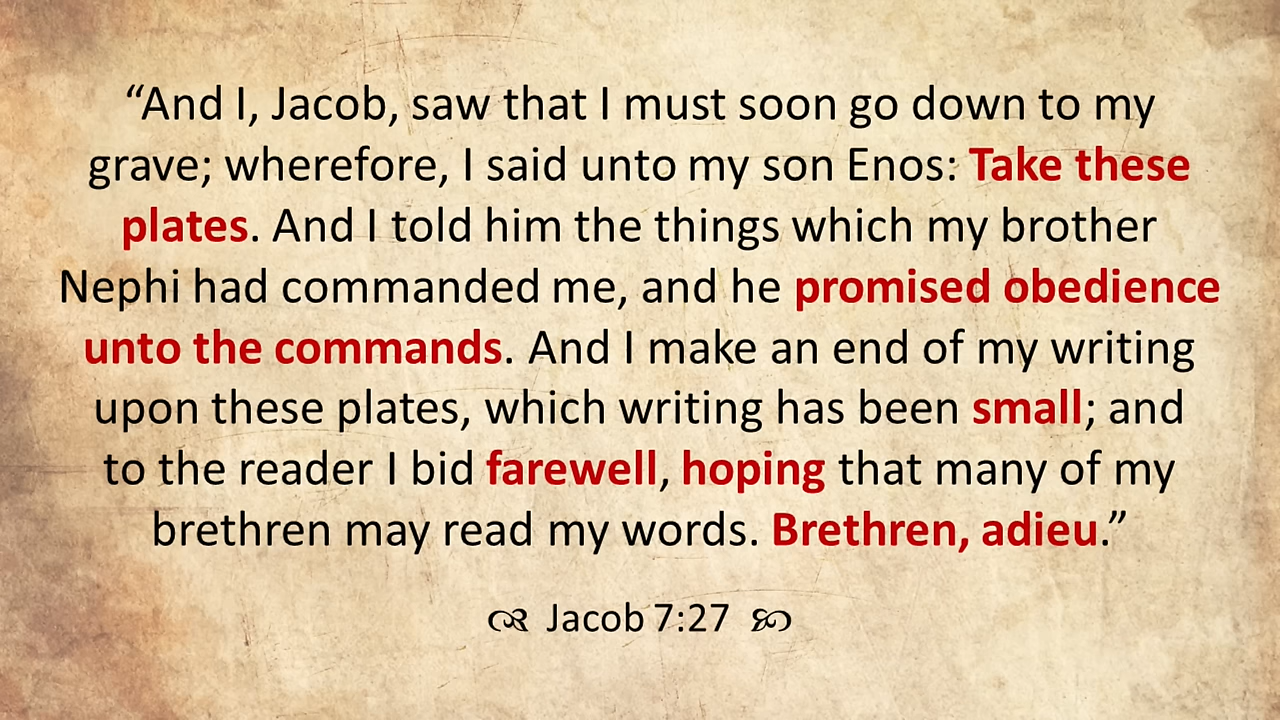 “And I, Jacob, saw that I must soon go down to my
grave; wherefore, I said unto my son Enos: Take these
plates. And I told him the things which my brother
Nephi had commanded me, and he promised obedience
unto the commands. And I make an end of my writing
upon these plates, which writing has been small; and
to the reader I bid farewell, hoping that many of my
brethren may read my words. Brethren, adieu.”
Jacob 7:27